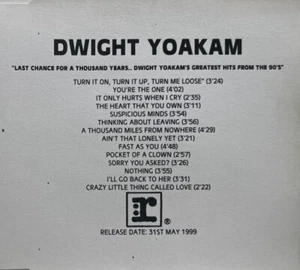 DWIGHT YOAKAM
"LAST CHANCE FOR A THOUSAND YEARS.. DWIGHT YOAKAM'S GREATEST HITS FROM THE 90'S"
TURN IT ON, TURN IT UP, TURN ME LOOSE" (3'24)
YOU'RE THE ONE (4'02)
IT ONLY HURTS WHEN I CRY (2'35)
THE HEART THAT YOU OWN (3'11)
SUSPICIOUS MINDS (3'54)
THINKING ABOUT LEAVING (3'56)
A THOUSAND MILES FROM NOWHERE (4'29)
AIN'T THAT LONELY YET (3'21)
FAST AS YOU (4'48)
POCKET OF A CLOWN (2'57)
SORRY YOU ASKED? (3'26)
NOTHING (3'55)
I'LL GO BACK TO HER (3'31)
CRAZY LITTLE THING CALLED LOVE (2'22)
r ®
RELEASE DATE: 31ST MAY 1999